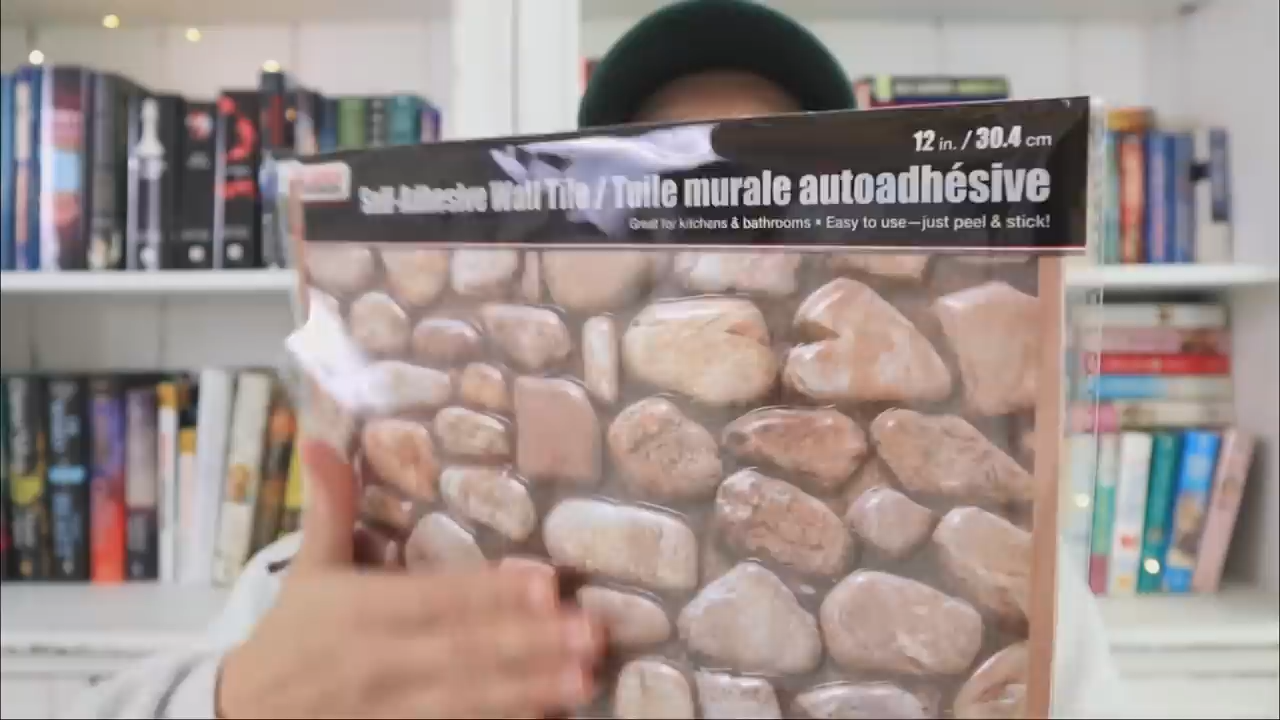 12 in. / 30.4 cm
Self-Adhesive Wall Tile / Tuile murale autoadhésive
Great for kitchens & bathrooms • Easy to use—just peel & stick!